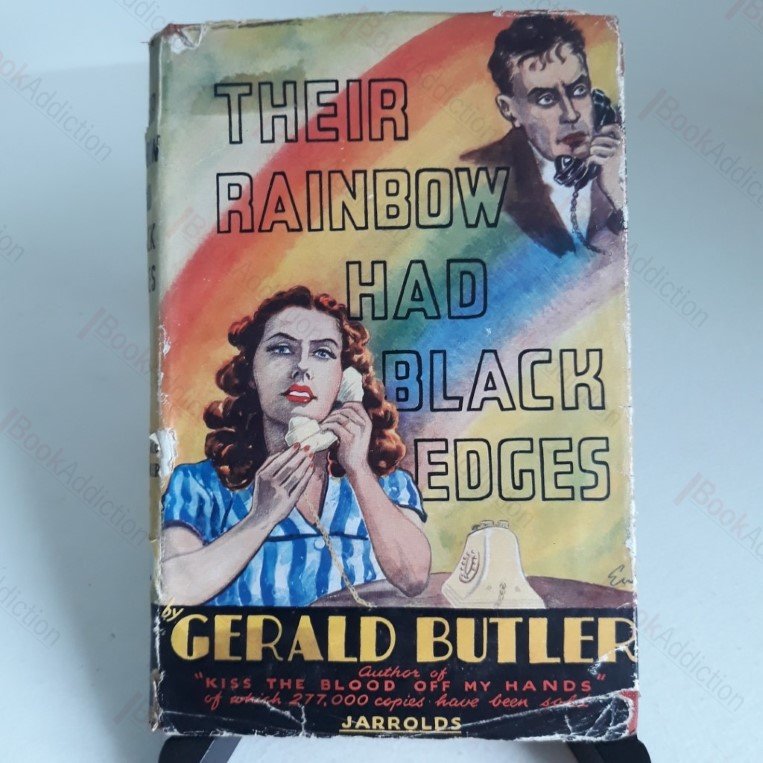 THEIR
RAINBOW
HAD
BLACK
EDGES
by
GERALD BUTLER
Author of
"KISS THE BLOOD OFF MY HANDS"
of which 277,000 copies have been sold
JARROLDS
BookAddiction